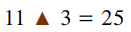 11 ▲ 3 = 25